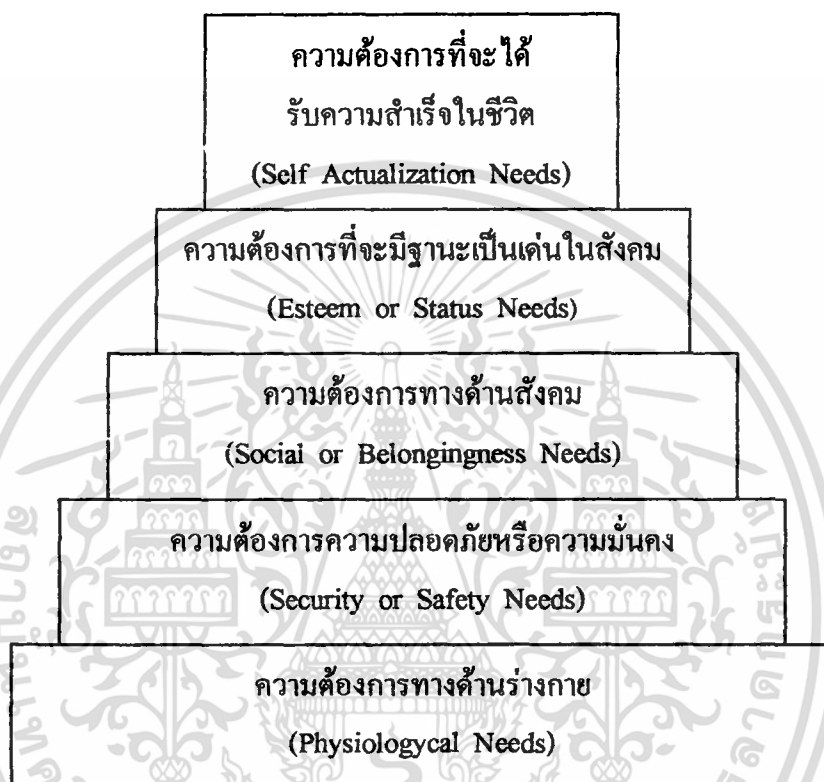 ความต้องการที่จะได้
รับความสำเร็จในชีวิต
(Self Actualization Needs)
ความต้องการที่จะมีฐานะเป็นเด่นในสังคม
(Esteem or Status Needs)
ความต้องการทางด้านสังคม
(Social or Belongingness Needs)
ความต้องการความปลอดภัยหรือความมั่นคง
(Security or Safety Needs)
ความต้องการทางด้านร่างกาย
(Physiologycal Needs)